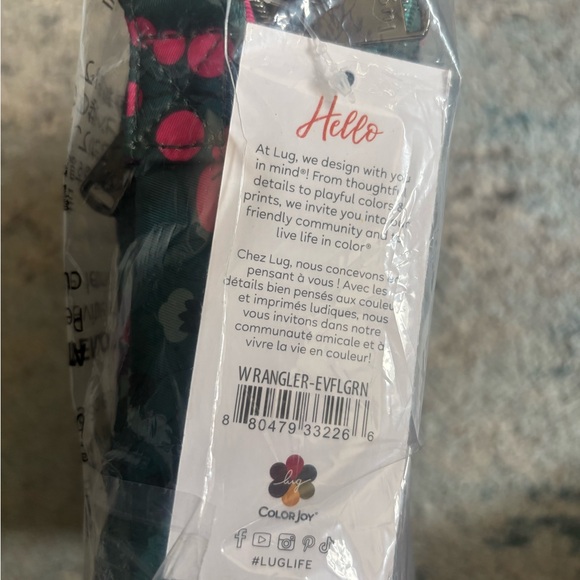 Hello
At Lug, we design with you
in mind®! From thoughtful
details to playful colors &
prints, we invite you into our
friendly community and
live life in color®
Chez Lug, nous concevons en
pensant à vous ! Avec les
détails bien pensés aux couleurs
et imprimés ludiques, nous
vous invitons dans notre
communauté amicale et à
vivre la vie en couleur!
WRANGLER-EVFLGRN
8 80479 33226 6
lug
COLORJOY®
#LUGLIFE